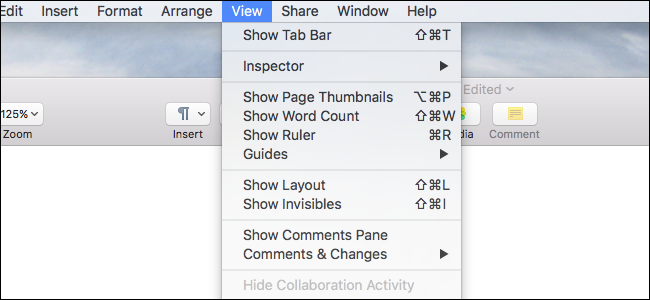 Edit Insert Format Arrange View Share Window Help
Show Tab Bar ⇧⌘T
Inspector ▶
Edited
Show Page Thumbnails ⌥⌘P
125%
Show Word Count ⇧⌘W
Zoom Insert Show Ruler ⌘R dia Comment
Guides ▶
Show Layout ⇧⌘L
Show Invisibles ⇧⌘I
Show Comments Pane
Comments & Changes ▶
Hide Collaboration Activity